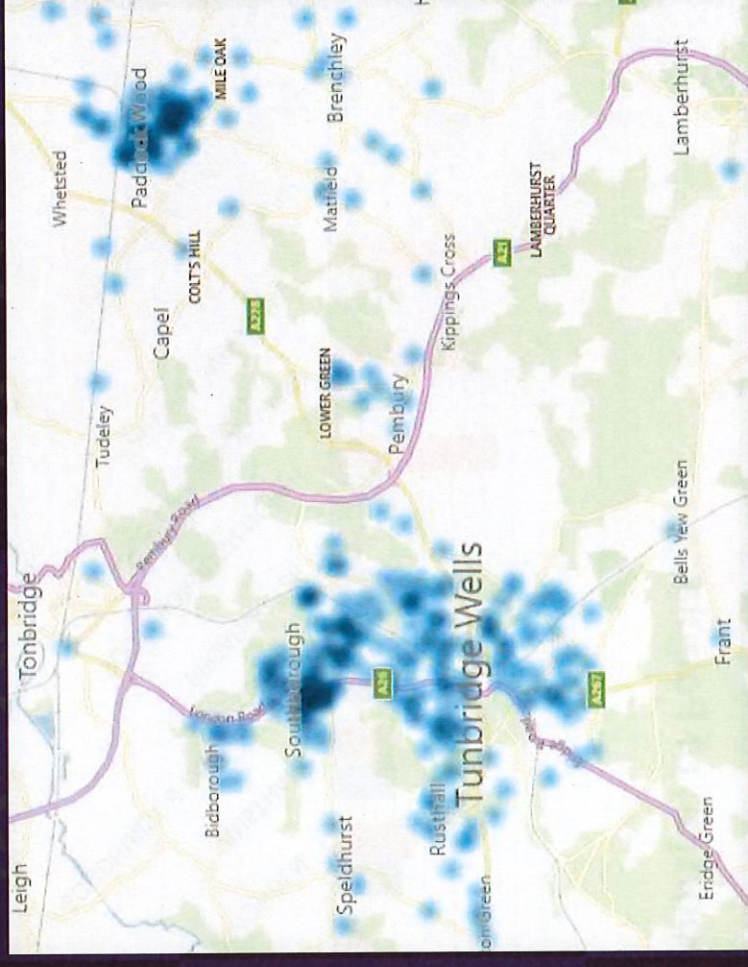 Leigh
Tonbridge
Whetsted
Tudeley
Paddock Wood
Pembury Road
Capel
COLT'S HILL
MILE OAK
Bidborough
London Road
A228
Southborough
LOWER GREEN
Matfield
Brenchley
Speldhurst
A26
Pembury
Rusthall
Kippings Cross
Tunbridge Wells
on Green
A21
LAMBERHURST
QUARTER
A267
Bells Yew Green
Lamberhurst
Eridge Green
Frant